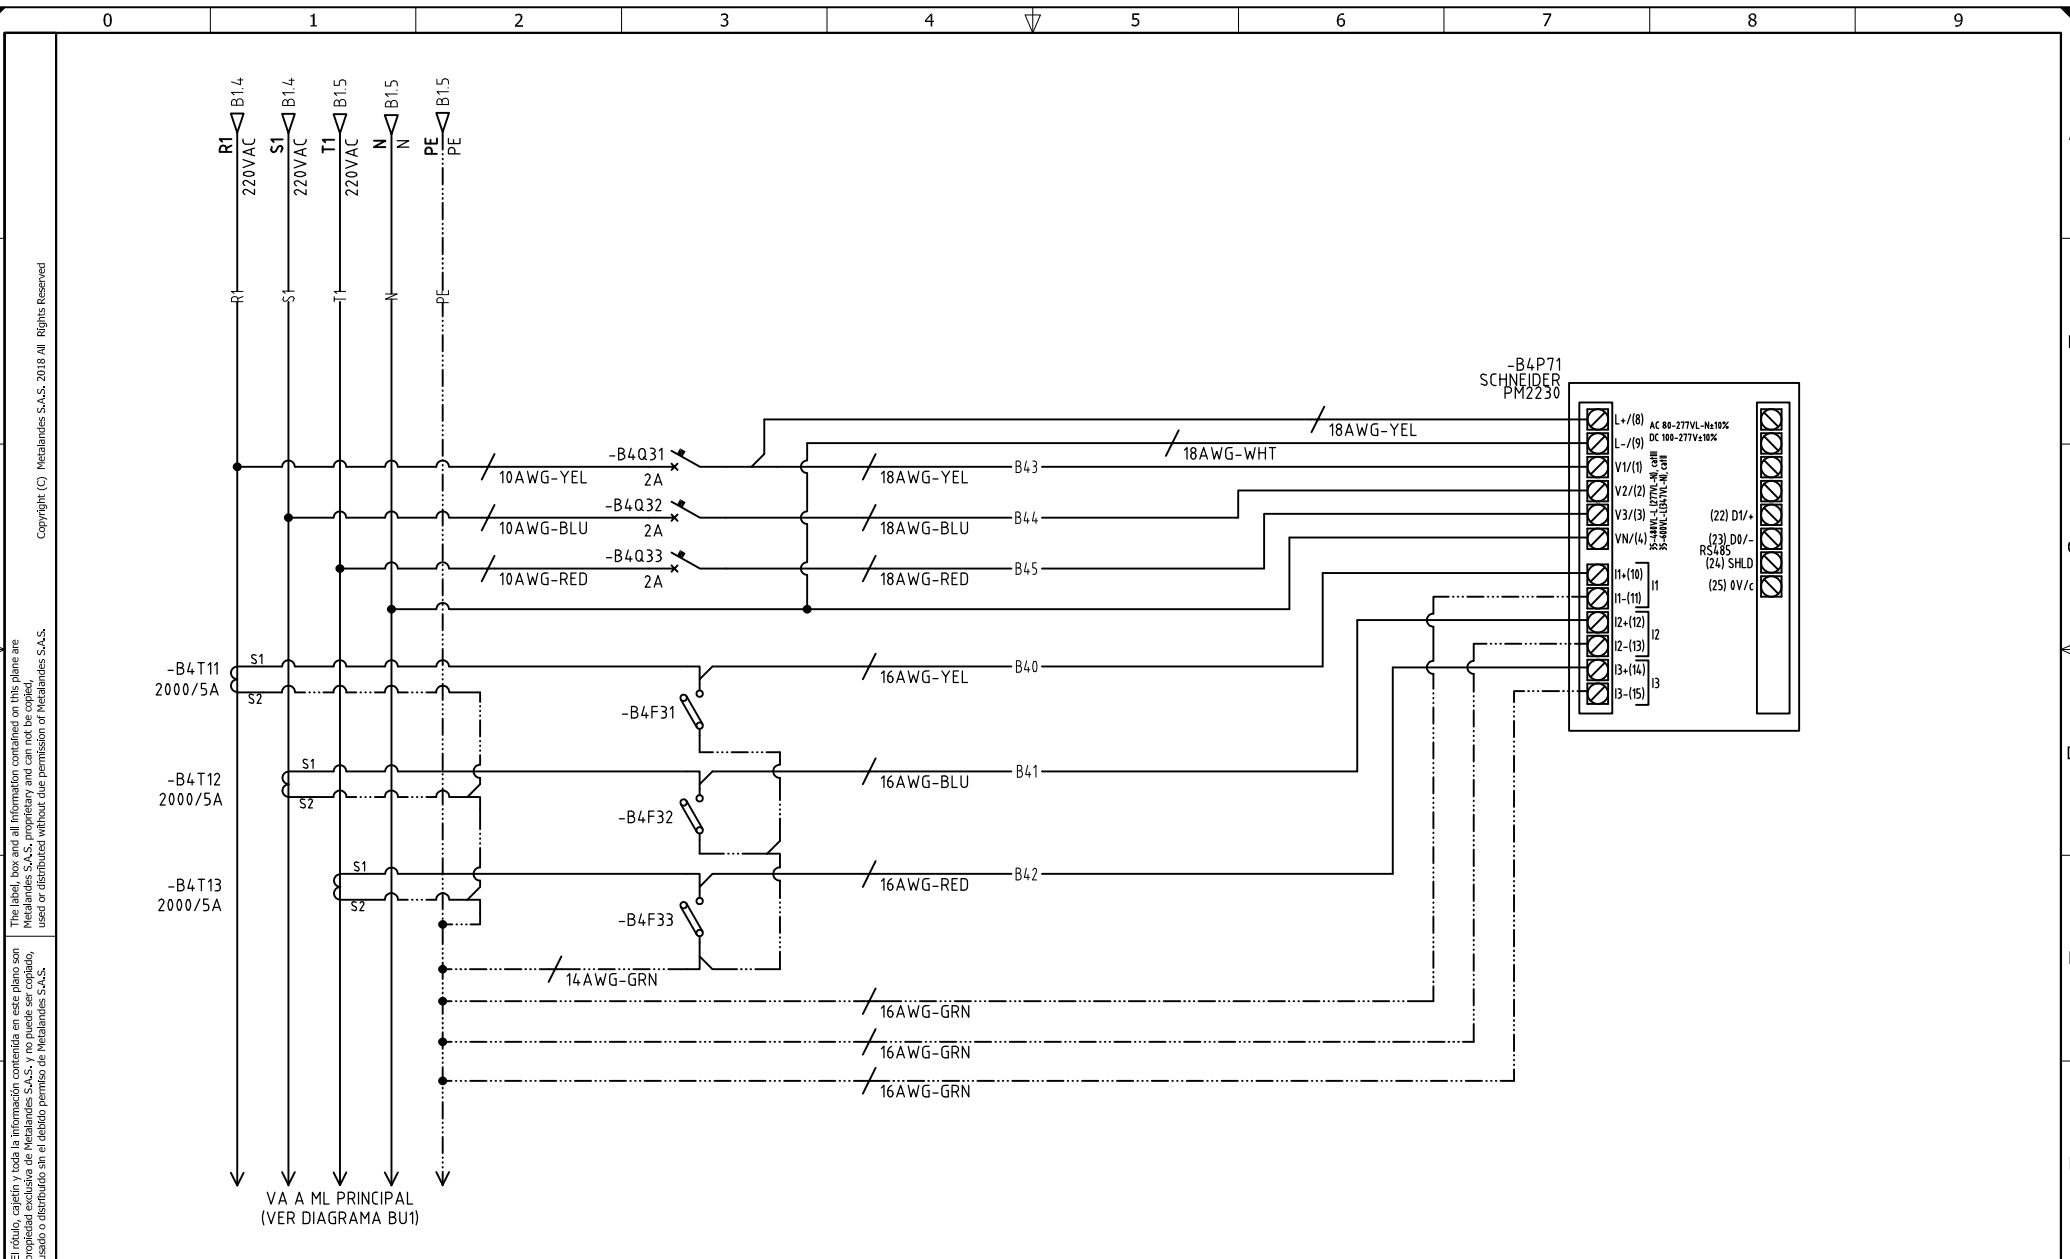 0 1 2 3 4 5 6 7 8 9
B1.4 B1.4 B1.5 B1.5 B1.5
R1 S1 T1 N PE
220VAC 220VAC 220VAC N PE
R1 S1 T1 N PE
-B4P71
SCHNEIDER
PM2230
L+/(8) AC 80-277VL-N±10%
18AWG-YEL
DC 100-277V±10%
L-/(9)
18AWG-WHT
-B4Q31
2A
10AWG-YEL
18AWG-YEL
B43
V1/(1)
35-480VL-L (277VL-N), catIII
35-600VL-L(347VL-N), catII
V2/(2)
-B4Q32
2A
10AWG-BLU
18AWG-BLU
B44
V3/(3)
(22) D1/+
VN/(4)
(23) D0/-
RS485
(24) SHLD
(25) 0V/c
-B4Q33
2A
10AWG-RED
18AWG-RED
B45
I1+(10)
I1
I1-(11)
I2+(12)
I2
I2-(13)
I3+(14)
I3
I3-(15)
-B4T11
2000/5A
S1
S2
16AWG-YEL
B40
-B4F31
-B4T12
2000/5A
S1
S2
16AWG-BLU
B41
-B4F32
-B4T13
2000/5A
S1
S2
16AWG-RED
B42
-B4F33
14AWG-GRN
16AWG-GRN
16AWG-GRN
16AWG-GRN
VA A ML PRINCIPAL
(VER DIAGRAMA BU1)
Copyright (C) Metalandes S.A.S. 2018 All Rights Reserved
The label, box and all information contained on this plane are
Metalandes S.A.S. proprietary and can not be copied,
used or distributed without due permission of Metalandes S.A.S.
El rótulo, cajetín y toda la información contenida en este plano son
propiedad exclusiva de Metalandes S.A.S. y no puede ser copiado,
usado o distribuido sin el debido permiso de Metalandes S.A.S.